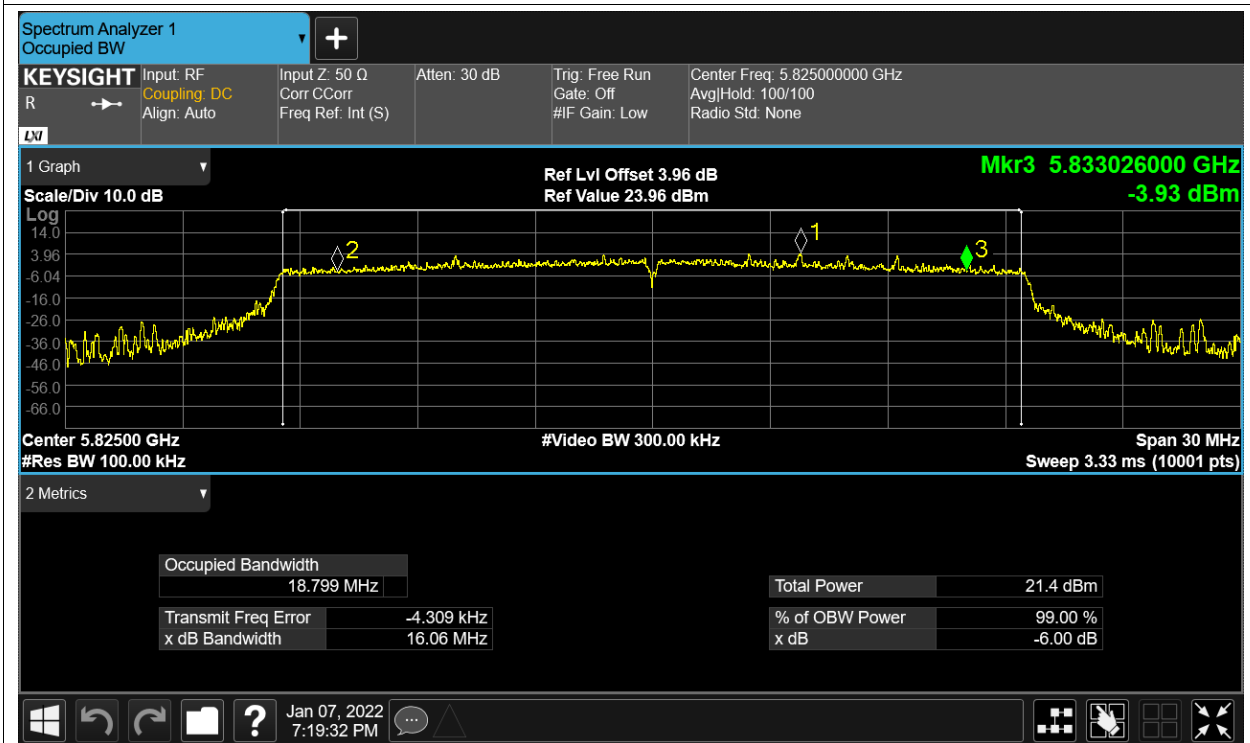 Spectrum Analyzer 1
Occupied BW
KEYSIGHT
R
LXI
Input: RF
Coupling: DC
Align: Auto
Input Z: 50 Ω
Corr CCorr
Freq Ref: Int (S)
Atten: 30 dB
Trig: Free Run
Gate: Off
#IF Gain: Low
Center Freq: 5.825000000 GHz
Avg|Hold: 100/100
Radio Std: None
1 Graph
Scale/Div 10.0 dB
Ref Lvl Offset 3.96 dB
Ref Value 23.96 dBm
Mkr3 5.833026000 GHz
-3.93 dBm
Log
14.0
3.96
-6.04
-16.0
-26.0
-36.0
-46.0
-56.0
-66.0
2
1
3
Center 5.82500 GHz
#Res BW 100.00 kHz
#Video BW 300.00 kHz
Span 30 MHz
Sweep 3.33 ms (10001 pts)
2 Metrics
Occupied Bandwidth
18.799 MHz
Transmit Freq Error -4.309 kHz
x dB Bandwidth 16.06 MHz
Total Power 21.4 dBm
% of OBW Power 99.00 %
x dB -6.00 dB
?
Jan 07, 2022
7:19:32 PM